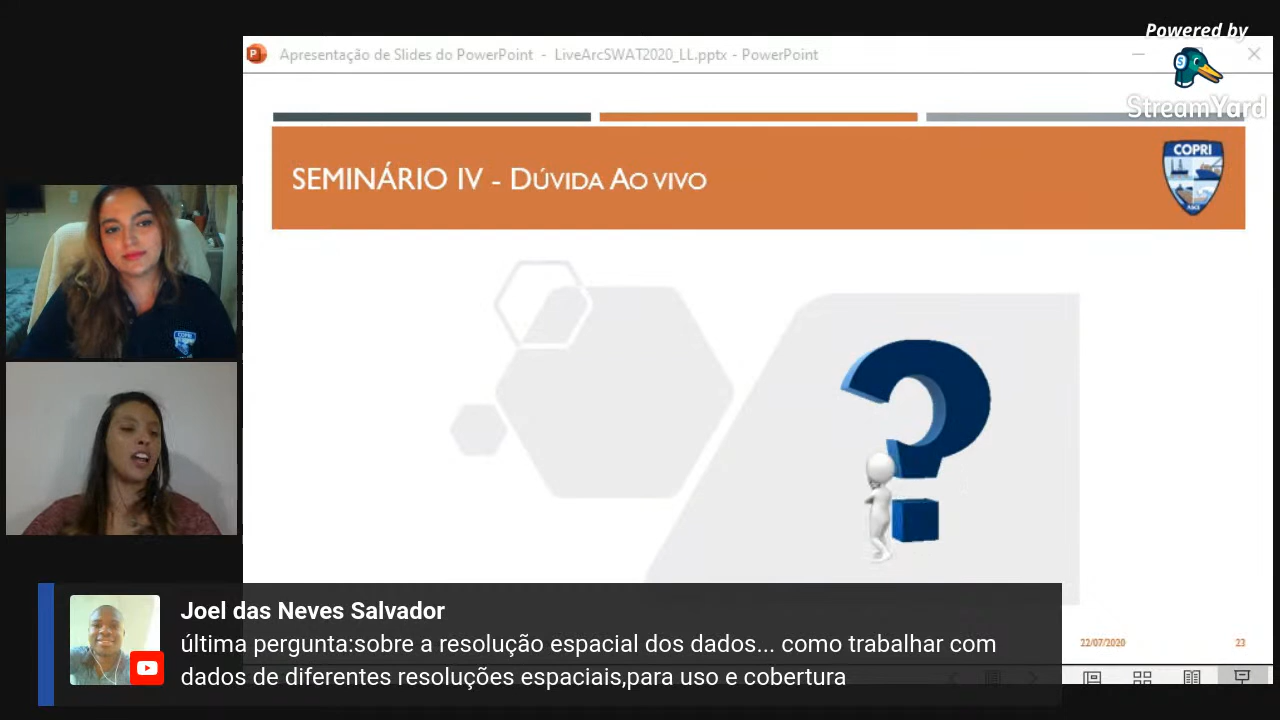 Powered by
Apresentação de Slides do PowerPoint - LiveArcSWAT2020_LL.pptx - PowerPoint
StreamYard
COPRI
SEMINÁRIO IV - DÚVIDA AO VIVO
COPRI
Joel das Neves Salvador
última pergunta:sobre a resolução espacial dos dados... como trabalhar com
dados de diferentes resoluções espaciais,para uso e cobertura
22/07/2020
23